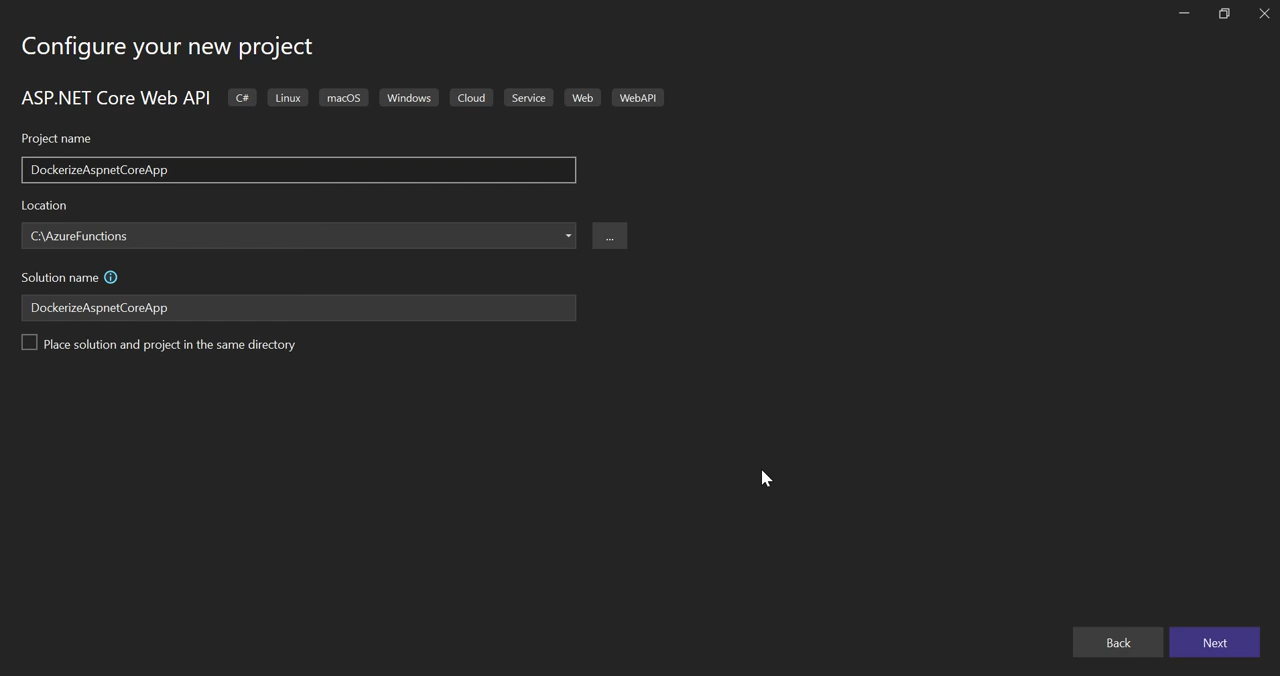 Configure your new project
ASP.NET Core Web API C# Linux macOS Windows Cloud Service Web WebAPI
Project name
DockerizeAspnetCoreApp
Location
C:\AzureFunctions
...
Solution name
DockerizeAspnetCoreApp
Place solution and project in the same directory
Back Next